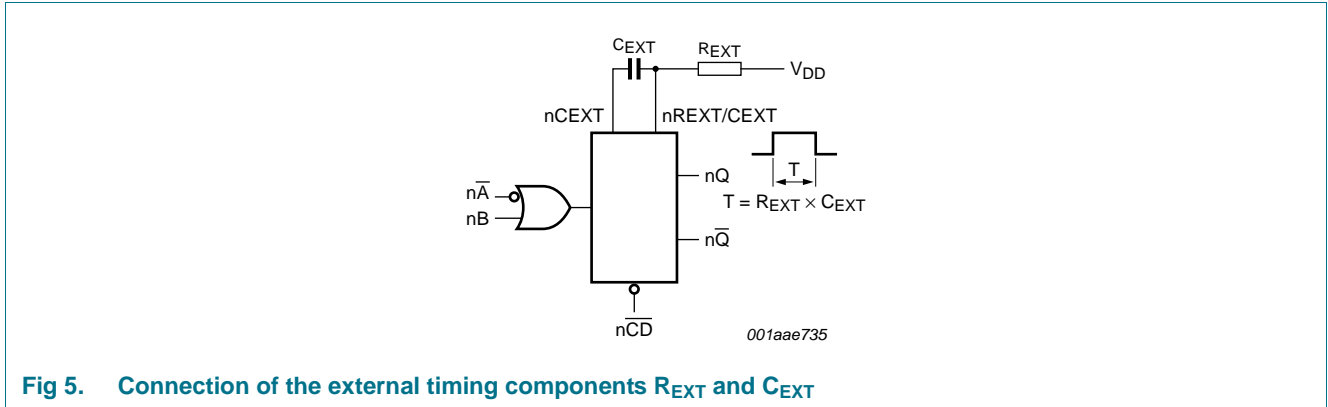 CEXT
REXT
VDD
nCEXT
nREXT/CEXT
nA̅
nB
nQ
T
T = REXT × CEXT
nQ̅
nC̅D̅
001aae735
Fig 5. Connection of the external timing components REXT and CEXT